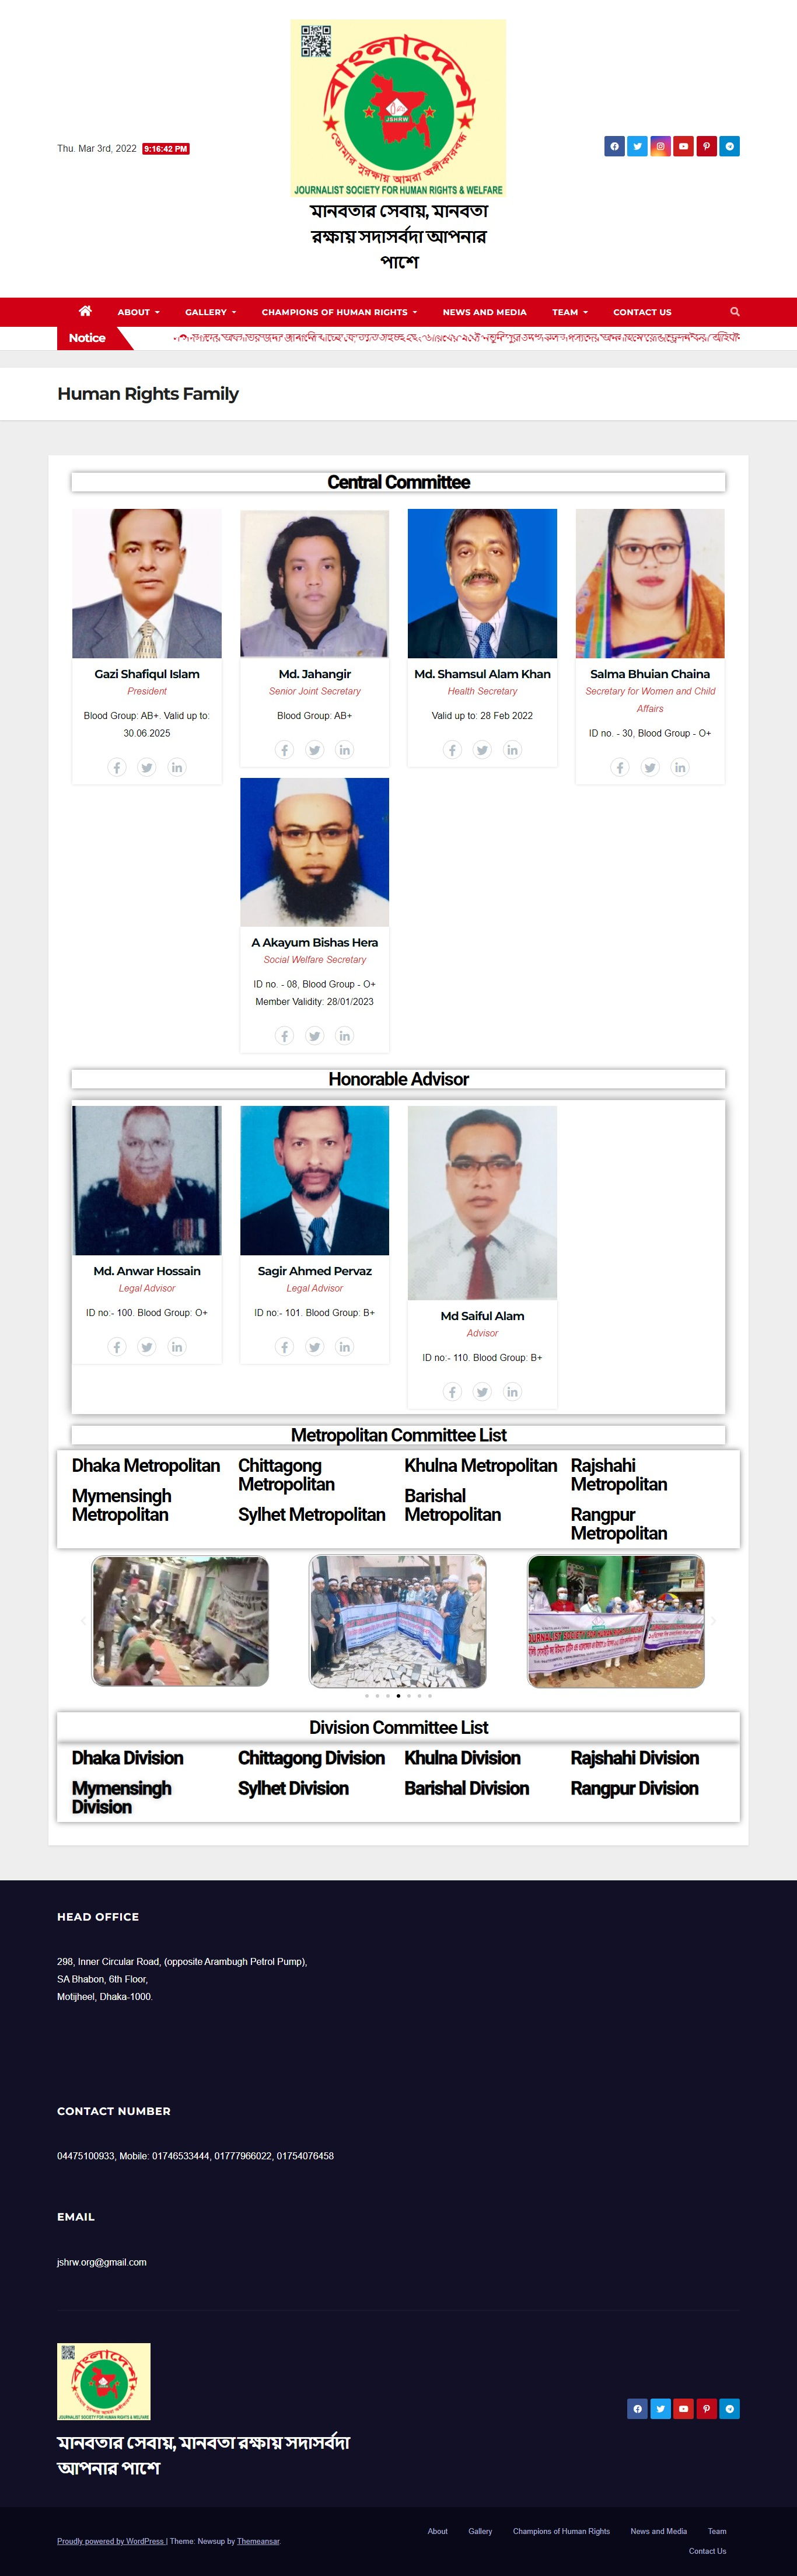 বাংলাদেশ
JSHRW
তোমার সুরক্ষায় আমরা অঙ্গীকারবদ্ধ
JOURNALIST SOCIETY FOR HUMAN RIGHTS & WELFARE
Thu. Mar 3rd, 2022 9:16:42 PM
মানবতার সেবায়, মানবতা
রক্ষায় সদাসর্বদা আপনার
পাশে
ABOUT GALLERY CHAMPIONS OF HUMAN RIGHTS NEWS AND MEDIA TEAM CONTACT US
Notice
Human Rights Family
Central Committee
Gazi Shafiqul Islam
President
Blood Group: AB+. Valid up to:
30.06.2025
Md. Jahangir
Senior Joint Secretary
Blood Group: AB+
Md. Shamsul Alam Khan
Health Secretary
Valid up to: 28 Feb 2022
Salma Bhuian Chaina
Secretary for Women and Child
Affairs
ID no. - 30, Blood Group - O+
A Akayum Bishas Hera
Social Welfare Secretary
ID no. - 08, Blood Group - O+
Member Validity: 28/01/2023
Honorable Advisor
Md. Anwar Hossain
Legal Advisor
ID no:- 100. Blood Group: O+
Sagir Ahmed Pervaz
Legal Advisor
ID no:- 101. Blood Group: B+
Md Saiful Alam
Advisor
ID no:- 110. Blood Group: B+
Metropolitan Committee List
Dhaka Metropolitan
Mymensingh
Metropolitan
Chittagong
Metropolitan
Sylhet Metropolitan
Khulna Metropolitan
Barishal
Metropolitan
Rajshahi
Metropolitan
Rangpur
Metropolitan
JOURNALIST SOCIETY FOR HUMAN RIGHTS
Division Committee List
Dhaka Division
Mymensingh
Division
Chittagong Division
Sylhet Division
Khulna Division
Barishal Division
Rajshahi Division
Rangpur Division
HEAD OFFICE
298, Inner Circular Road, (opposite Arambugh Petrol Pump),
SA Bhabon, 6th Floor,
Motijheel, Dhaka-1000.
CONTACT NUMBER
04475100933, Mobile: 01746533444, 01777966022, 01754076458
EMAIL
jshrw.org@gmail.com
বাংলাদেশ
JOURNALIST SOCIETY FOR HUMAN RIGHTS & WELFARE
মানবতার সেবায়, মানবতা রক্ষায় সদাসর্বদা
আপনার পাশে
Proudly powered by WordPress | Theme: Newsup by Themeansar.
About Gallery Champions of Human Rights News and Media Team
Contact Us